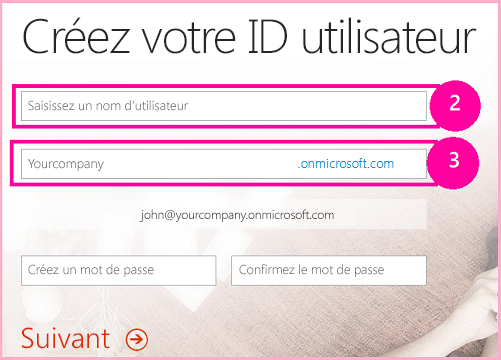 Créez votre ID utilisateur
Saisissez un nom d'utilisateur
2
Yourcompany .onmicrosoft.com
3
john@yourcompany.onmicrosoft.com
Créez un mot de passe Confirmez le mot de passe
Suivant